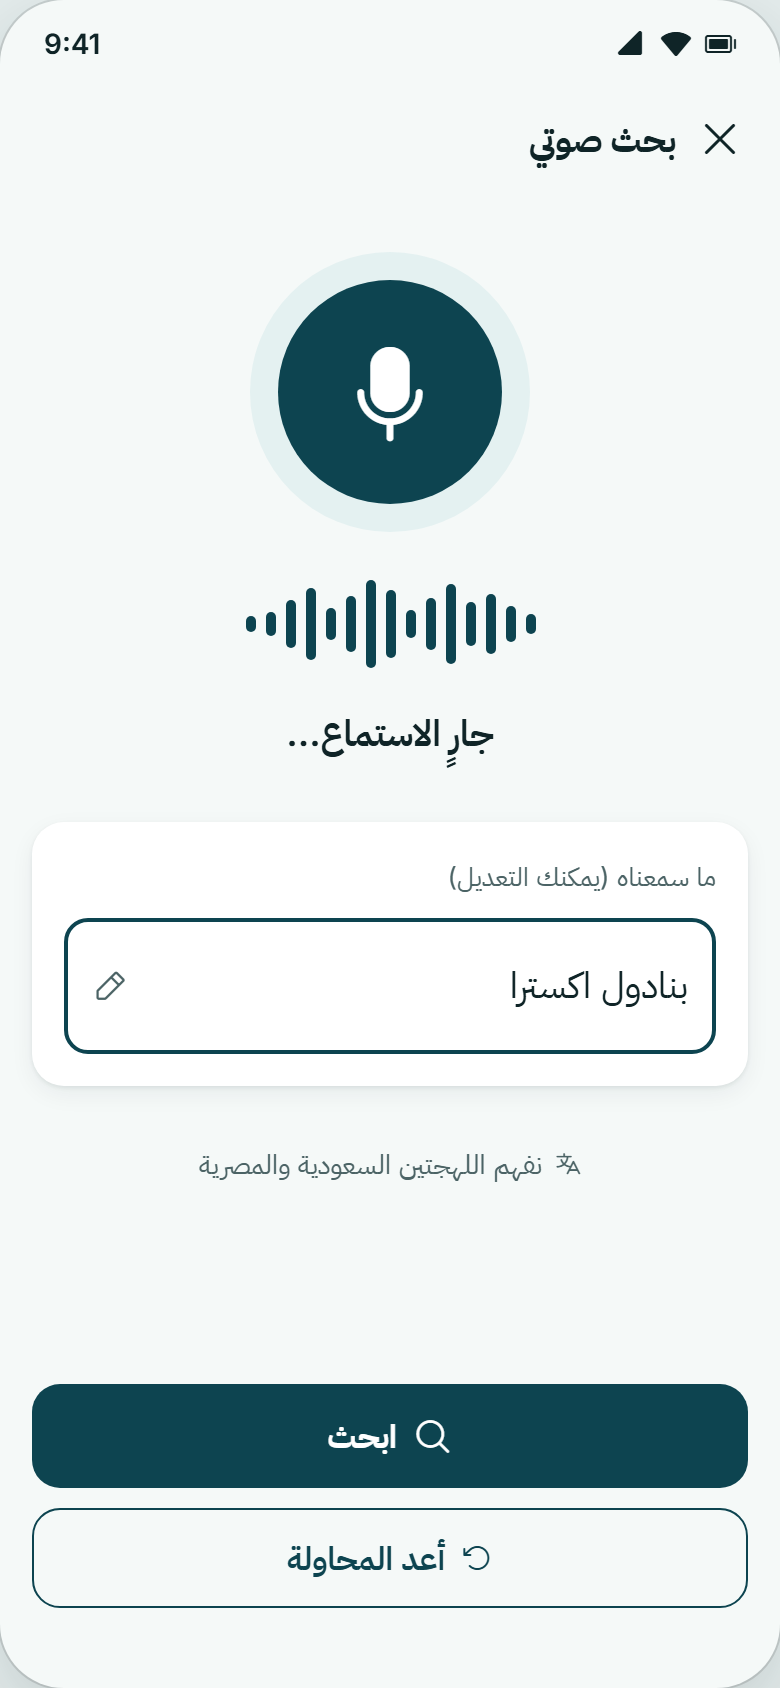 9:41
بحث صوتي
جارٍ الاستماع...
ما سمعناه (يمكنك التعديل)
بنادول اكسترا
نفهم اللهجتين السعودية والمصرية
ابحث
أعد المحاولة